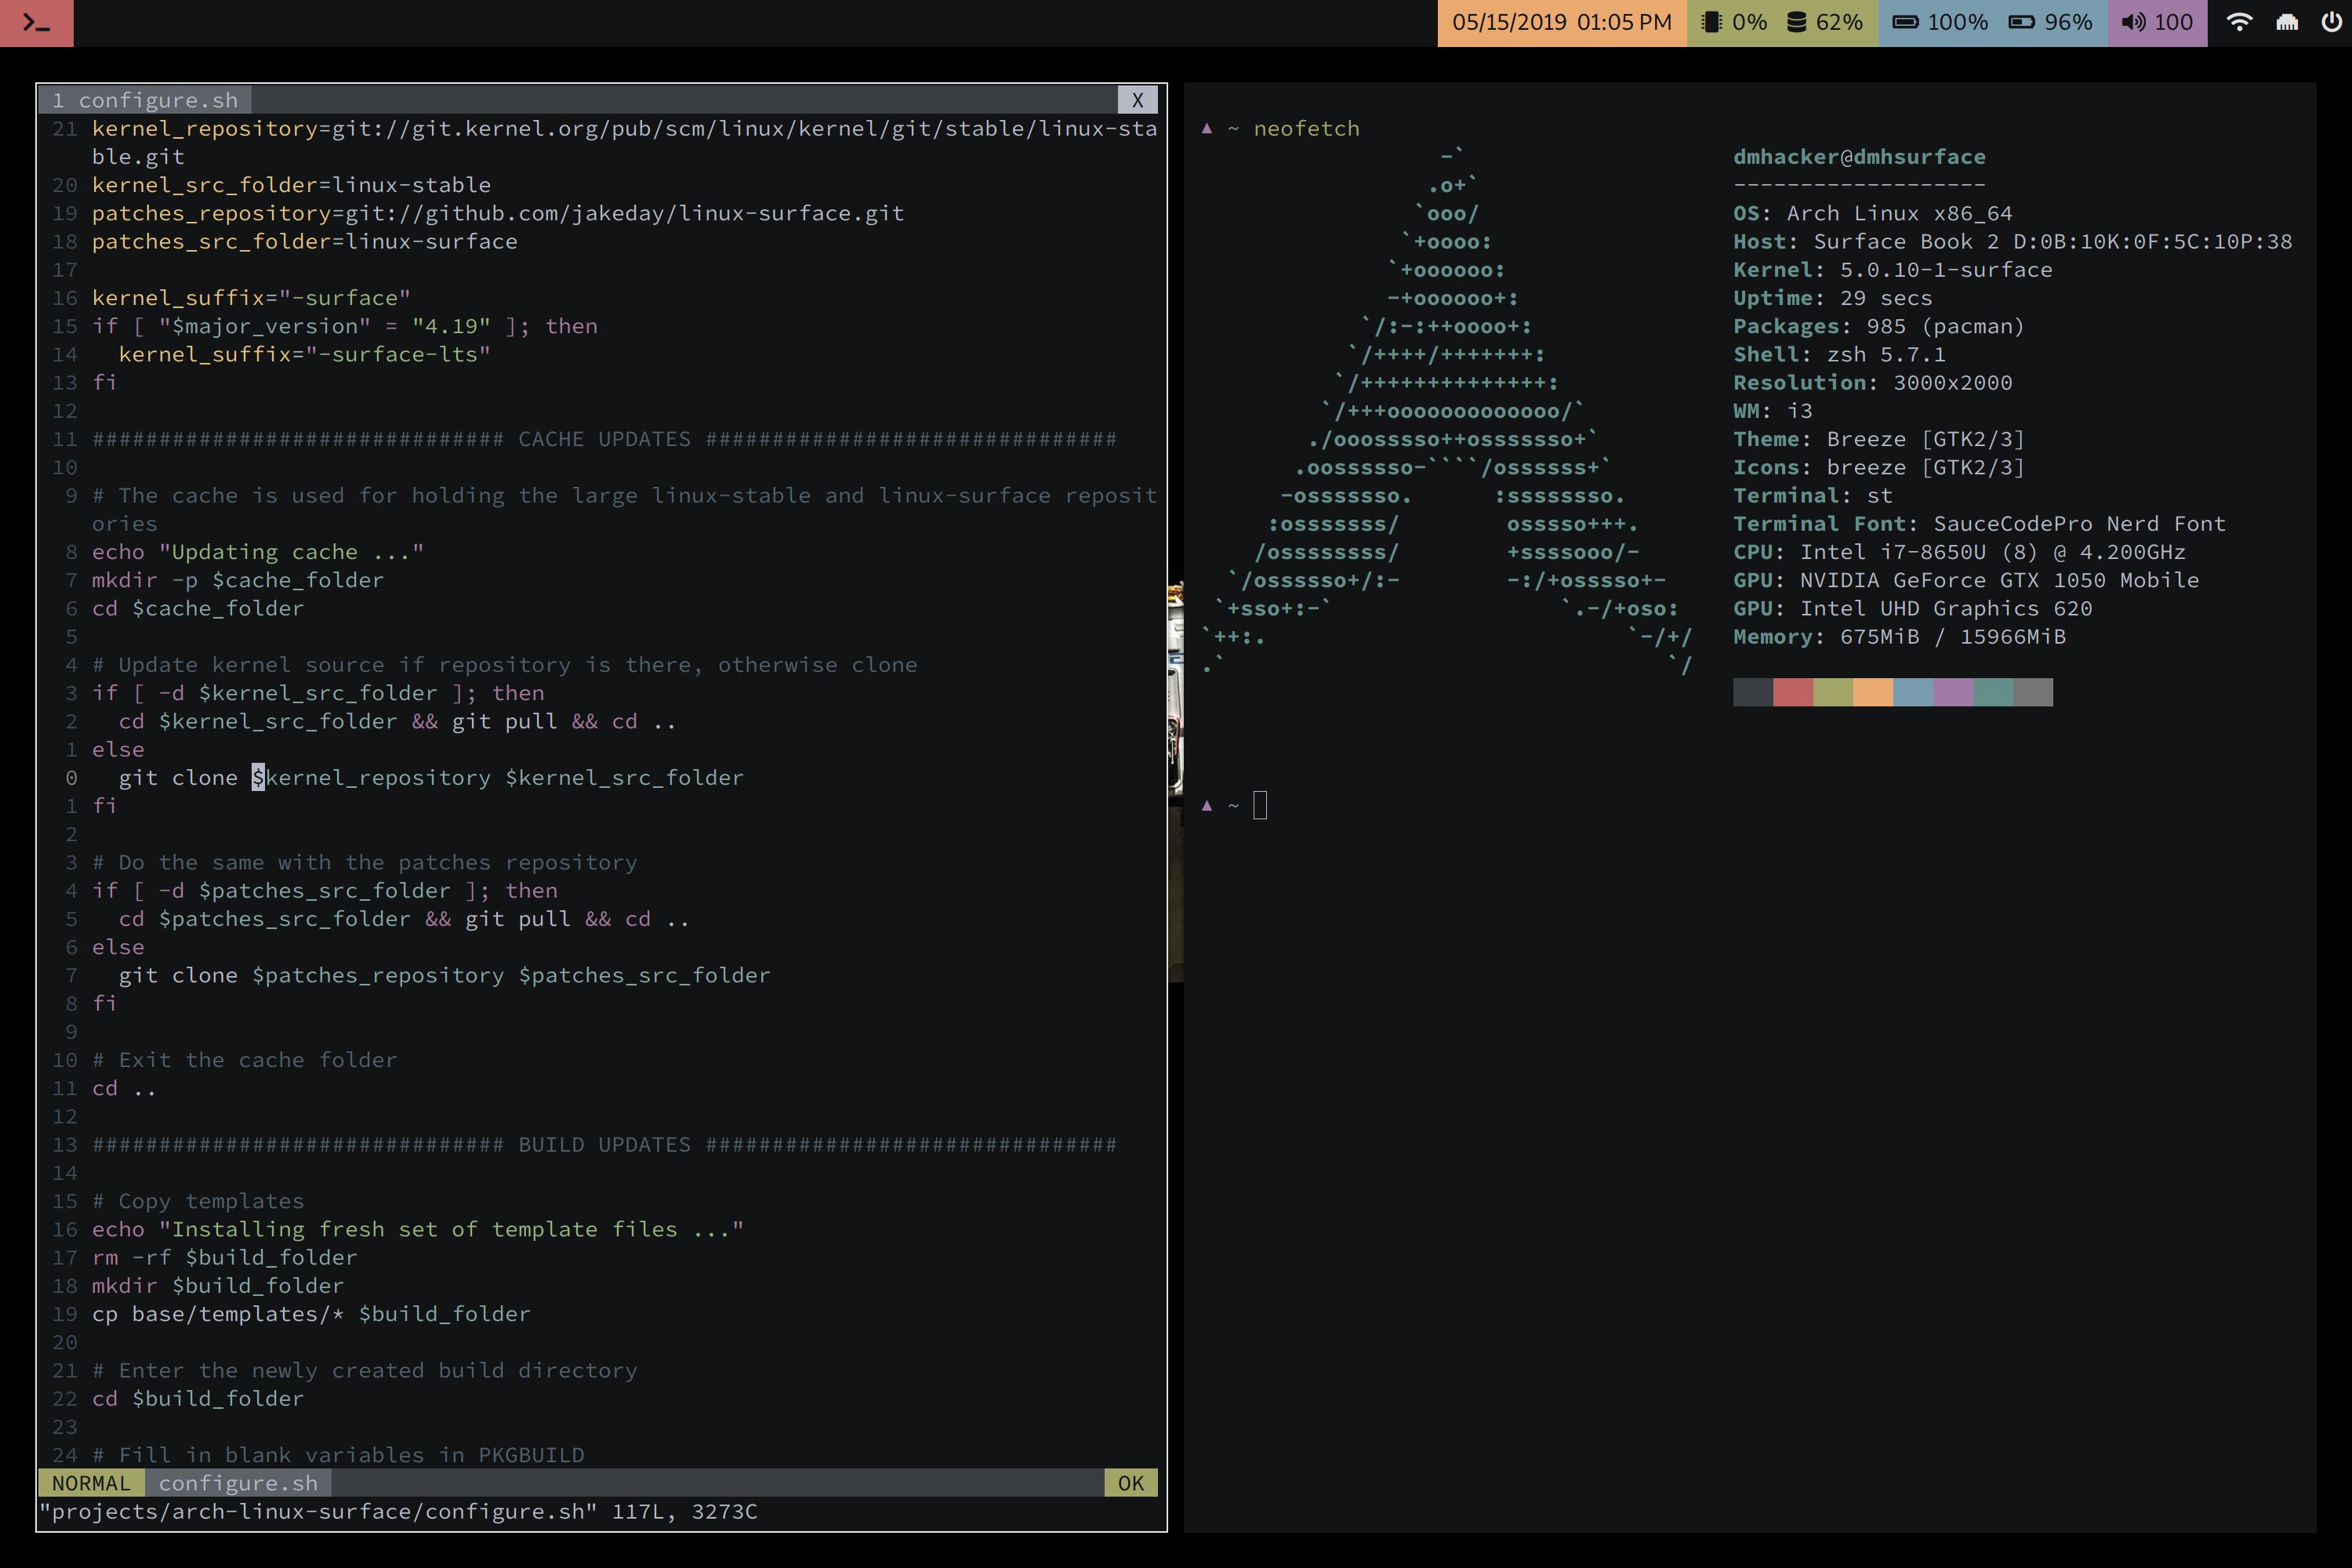 >_
05/15/2019 01:05 PM 0% 62% 100% 96% 100
1 configure.sh X
21 kernel_repository=git://git.kernel.org/pub/scm/linux/kernel/git/stable/linux-sta
ble.git
20 kernel_src_folder=linux-stable
19 patches_repository=git://github.com/jakeday/linux-surface.git
18 patches_src_folder=linux-surface
17
16 kernel_suffix="-surface"
15 if [ "$major_version" = "4.19" ]; then
14   kernel_suffix="-surface-lts"
13 fi
12
11 ############################### CACHE UPDATES ###############################
10
9 # The cache is used for holding the large linux-stable and linux-surface reposit
ories
8 echo "Updating cache ..."
7 mkdir -p $cache_folder
6 cd $cache_folder
5
4 # Update kernel source if repository is there, otherwise clone
3 if [ -d $kernel_src_folder ]; then
2   cd $kernel_src_folder && git pull && cd ..
1 else
0   git clone $kernel_repository $kernel_src_folder
1 fi
2
3 # Do the same with the patches repository
4 if [ -d $patches_src_folder ]; then
5   cd $patches_src_folder && git pull && cd ..
6 else
7   git clone $patches_repository $patches_src_folder
8 fi
9
10 # Exit the cache folder
11 cd ..
12
13 ############################### BUILD UPDATES ###############################
14
15 # Copy templates
16 echo "Installing fresh set of template files ..."
17 rm -rf $build_folder
18 mkdir $build_folder
19 cp base/templates/* $build_folder
20
21 # Enter the newly created build directory
22 cd $build_folder
23
24 # Fill in blank variables in PKGBUILD
NORMAL configure.sh OK
"projects/arch-linux-surface/configure.sh" 117L, 3273C
▲ ~ neofetch
                  -`
                 .o+`
                `ooo/
               `+oooo:
              `+oooooo:
              -+oooooo+:
            `/:-:++oooo+:
           `/++++/+++++++:
          `/++++++++++++++:
         `/+++ooooooooooooo/`
        ./ooosssso++osssssso+`
       .oossssso-````/ossssss+`
      -osssssso.      :ssssssso.
     :osssssss/        osssso+++.
    /ossssssss/        +ssssooo/-
  `/ossssso+/:-        -:/+osssso+-
 `+sso+:-`                 `.-/+oso:
`++:.                           `-/+/
.`                                 `/
dmhacker@dmhsurface
-------------------
OS: Arch Linux x86_64
Host: Surface Book 2 D:0B:10K:0F:5C:10P:38
Kernel: 5.0.10-1-surface
Uptime: 29 secs
Packages: 985 (pacman)
Shell: zsh 5.7.1
Resolution: 3000x2000
WM: i3
Theme: Breeze [GTK2/3]
Icons: breeze [GTK2/3]
Terminal: st
Terminal Font: SauceCodePro Nerd Font
CPU: Intel i7-8650U (8) @ 4.200GHz
GPU: NVIDIA GeForce GTX 1050 Mobile
GPU: Intel UHD Graphics 620
Memory: 675MiB / 15966MiB
▲ ~